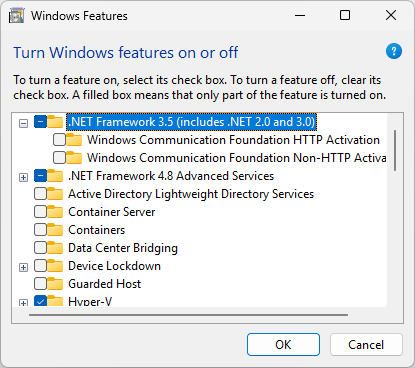 Windows Features
Turn Windows features on or off
To turn a feature on, select its check box. To turn a feature off, clear its
check box. A filled box means that only part of the feature is turned on.
.NET Framework 3.5 (includes .NET 2.0 and 3.0)
Windows Communication Foundation HTTP Activation
Windows Communication Foundation Non-HTTP Activa
.NET Framework 4.8 Advanced Services
Active Directory Lightweight Directory Services
Container Server
Containers
Data Center Bridging
Device Lockdown
Guarded Host
Hyper-V
OK Cancel